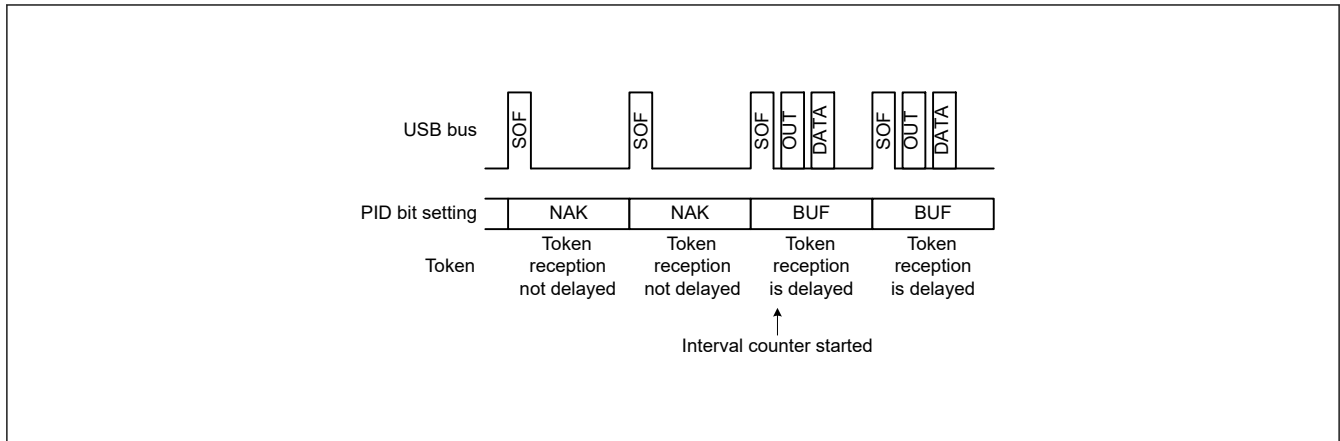 USB bus
SOF
SOF
SOF
OUT
DATA
SOF
OUT
DATA
PID bit setting
NAK
NAK
BUF
BUF
Token
Token
reception
not delayed
Token
reception
not delayed
Token
reception
is delayed
Token
reception
is delayed
Interval counter started